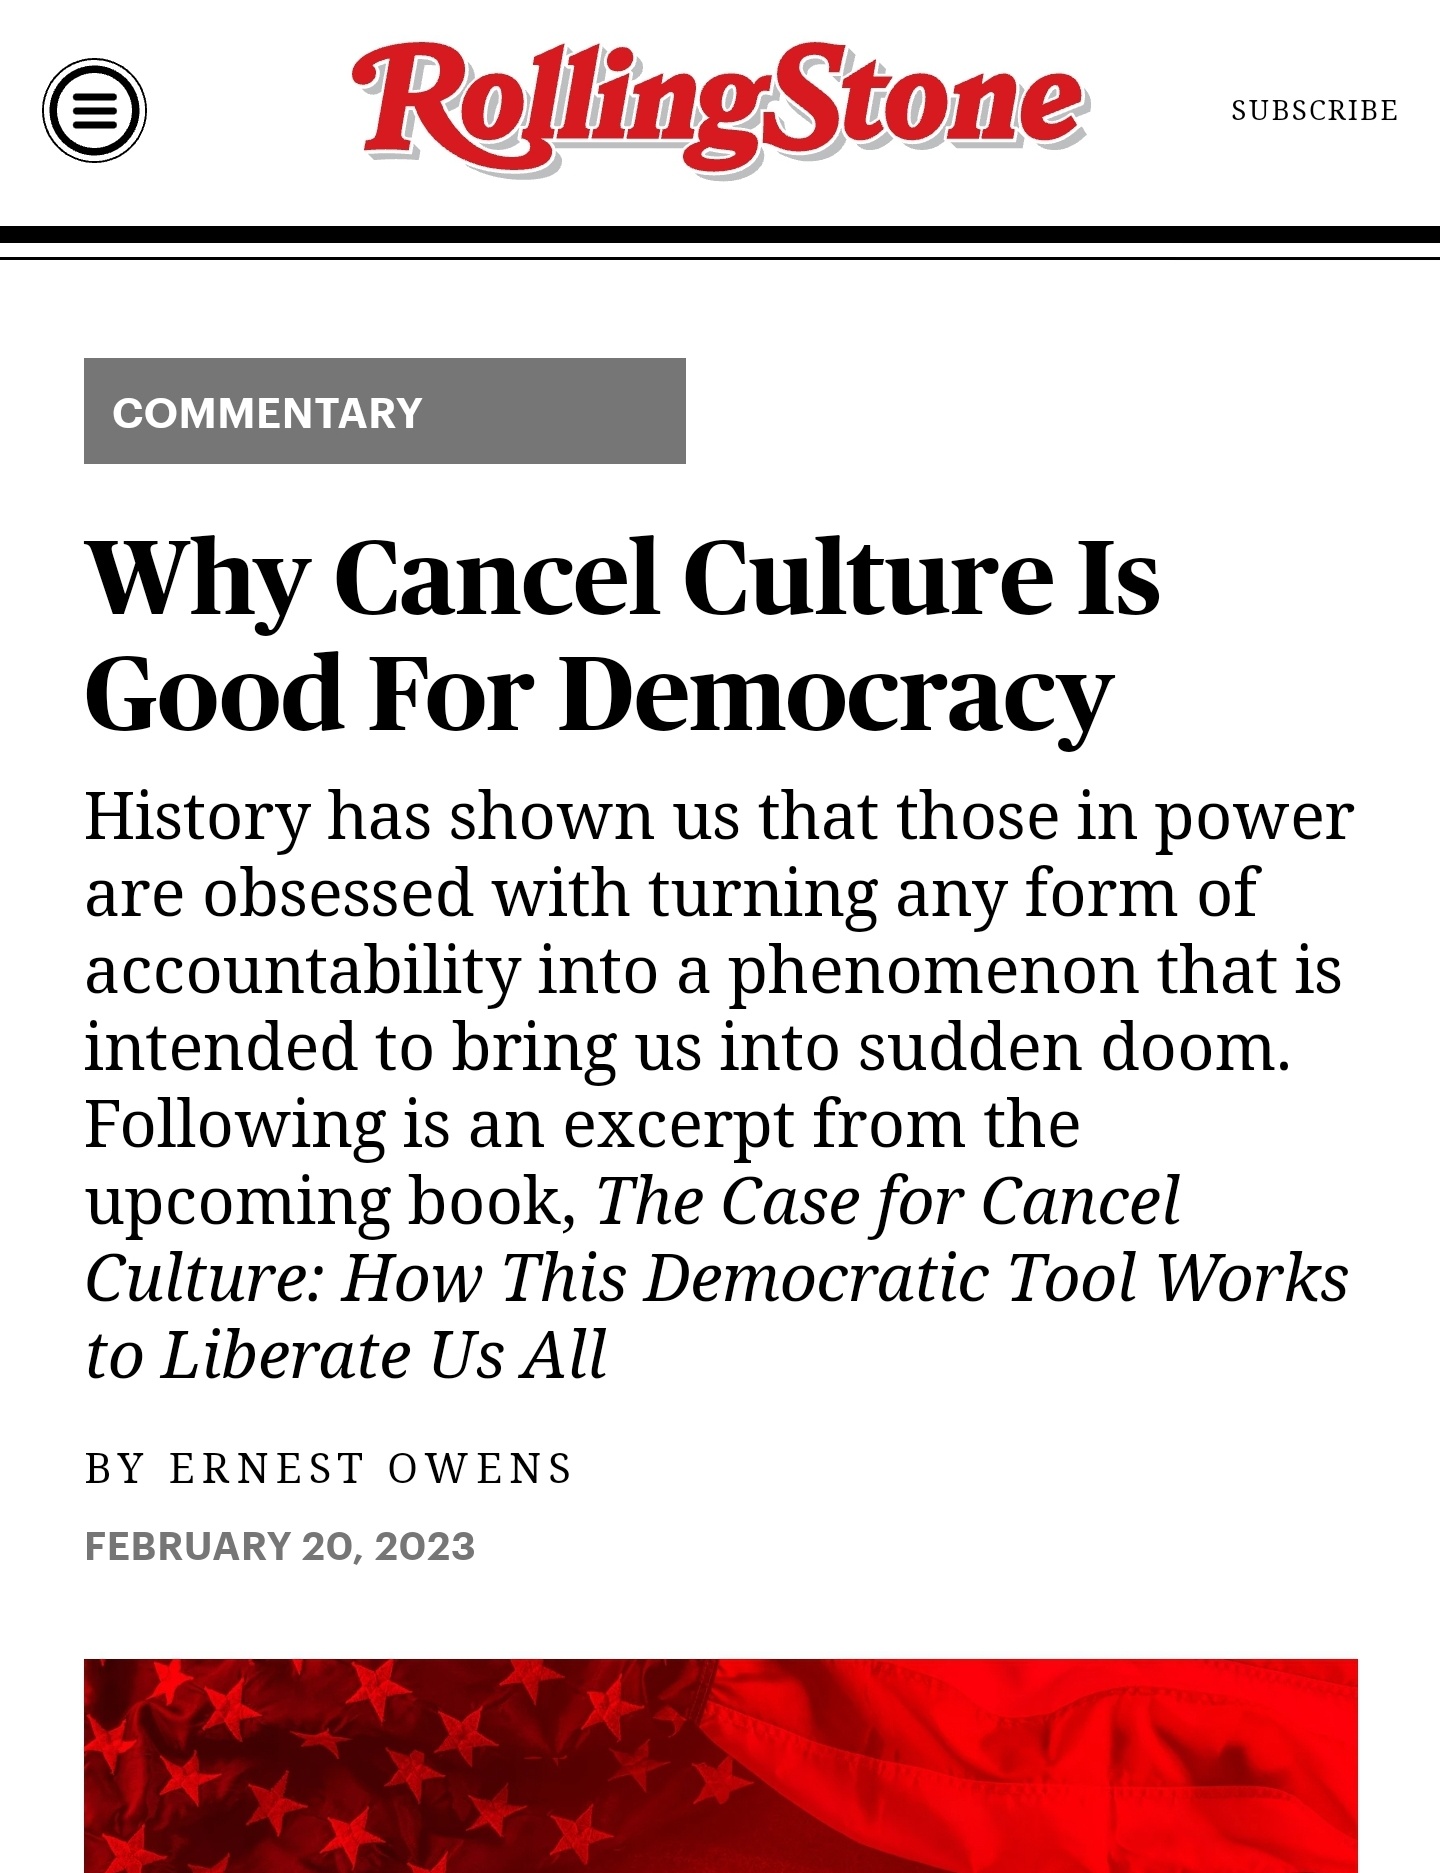 RollingStone
SUBSCRIBE
COMMENTARY
Why Cancel Culture Is
Good For Democracy
History has shown us that those in power
are obsessed with turning any form of
accountability into a phenomenon that is
intended to bring us into sudden doom.
Following is an excerpt from the
upcoming book, The Case for Cancel
Culture: How This Democratic Tool Works
to Liberate Us All
BY ERNEST OWENS
FEBRUARY 20, 2023